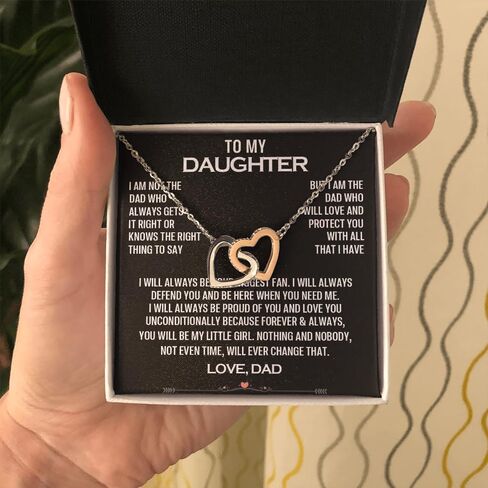 TO MY
DAUGHTER
I AM NOT THE
DAD WHO
ALWAYS GETS
IT RIGHT OR
KNOWS THE RIGHT
THING TO SAY
BUT I AM THE
DAD WHO
WILL LOVE AND
PROTECT YOU
WITH ALL
THAT I HAVE
I WILL ALWAYS BE YOUR BIGGEST FAN. I WILL ALWAYS
DEFEND YOU AND BE HERE WHEN YOU NEED ME.
I WILL ALWAYS BE PROUD OF YOU AND LOVE YOU
UNCONDITIONALLY BECAUSE FOREVER & ALWAYS,
YOU WILL BE MY LITTLE GIRL. NOTHING AND NOBODY,
NOT EVEN TIME, WILL EVER CHANGE THAT.
LOVE, DAD